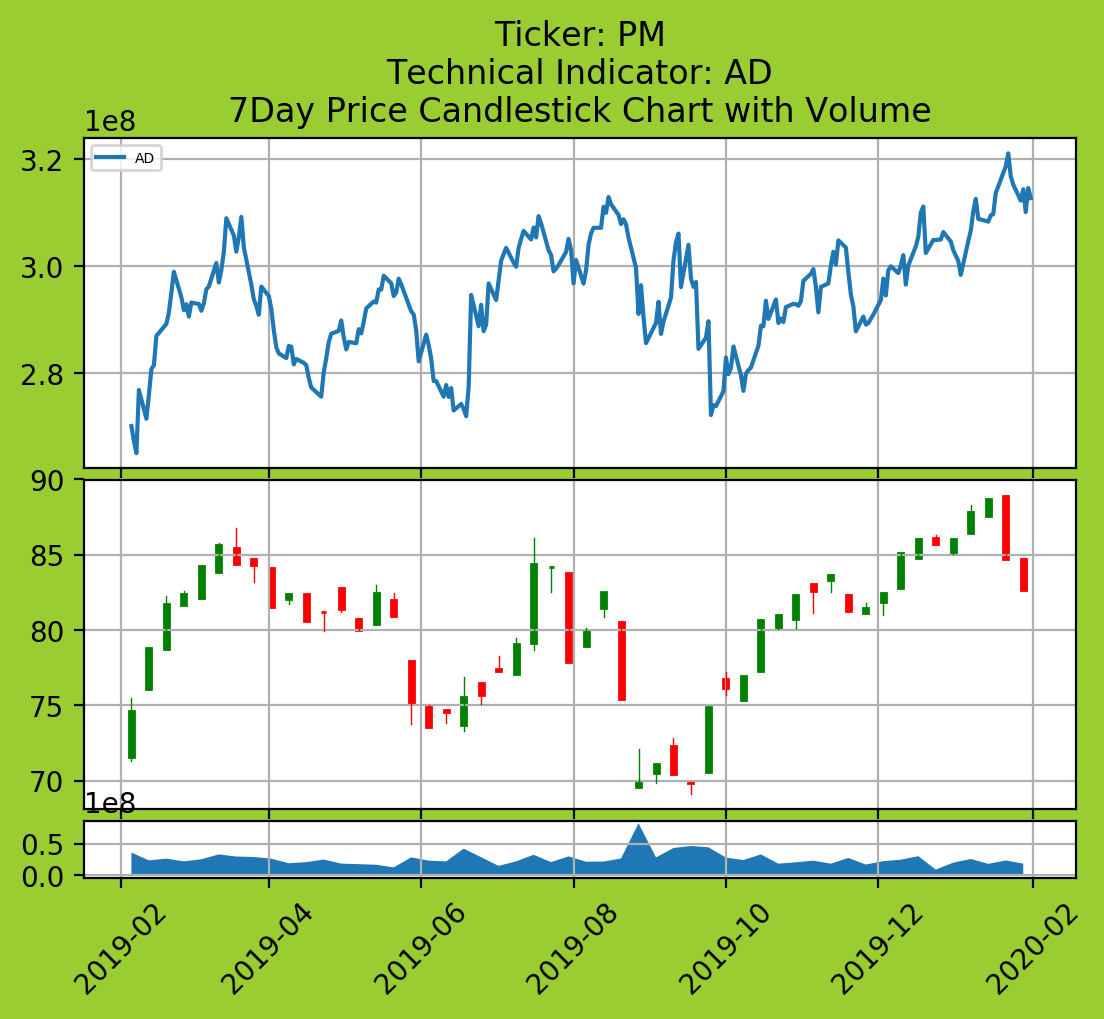 Ticker: PM
Technical Indicator: AD
7Day Price Candlestick Chart with Volume
1e8
AD
3.2
3.0
2.8
90
85
80
75
70
1e8
0.5
0.0
2019-02
2019-04
2019-06
2019-08
2019-10
2019-12
2020-02